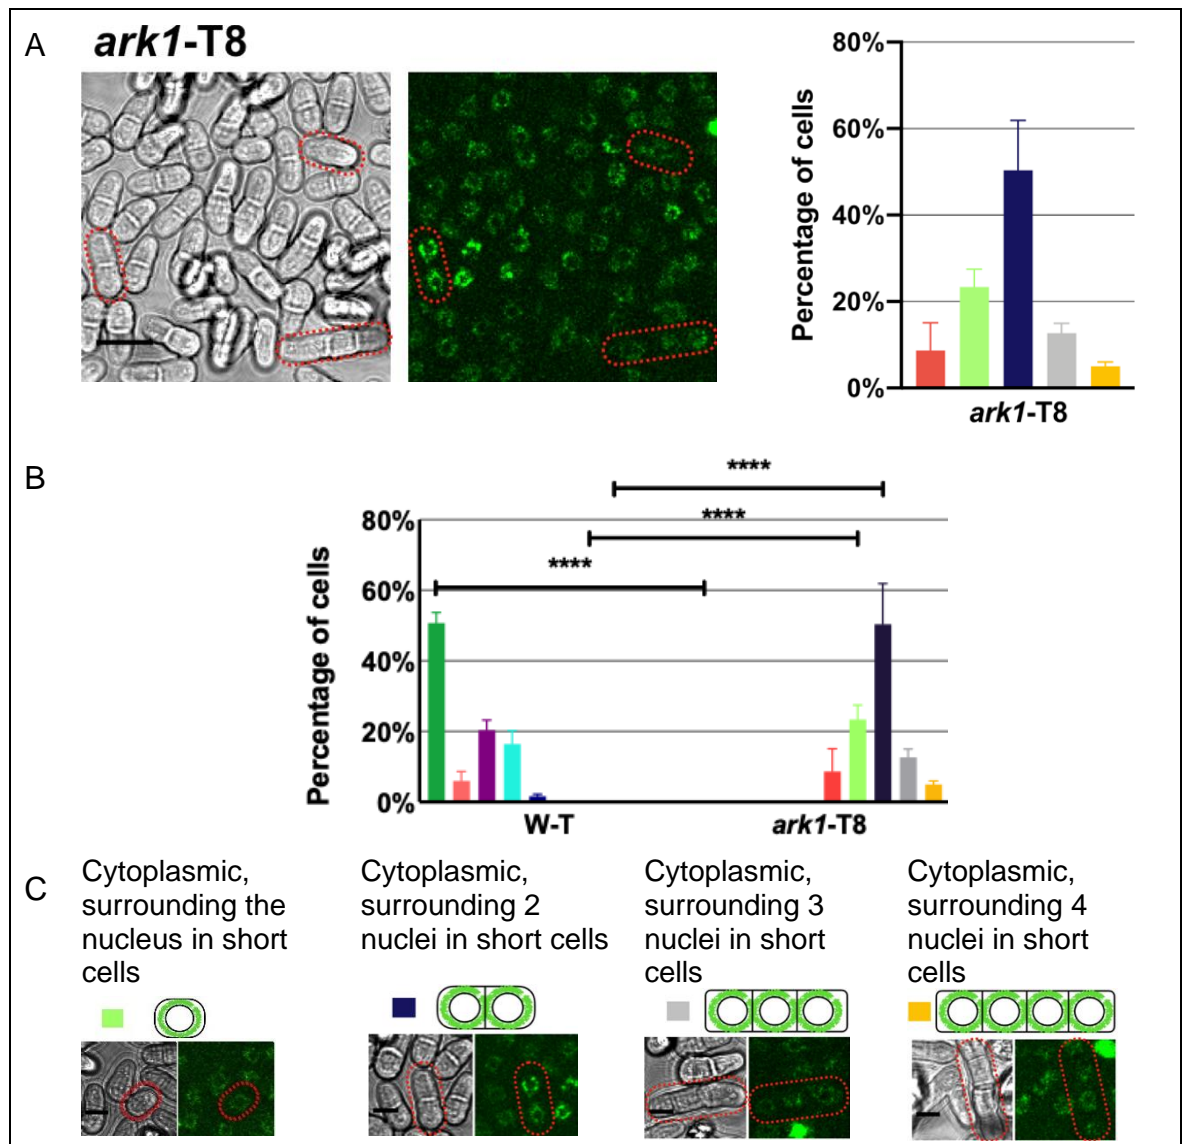 A
ark1-T8
80%
60%
40%
20%
0%
Percentage of cells
ark1-T8
B
****
****
****
80%
60%
40%
20%
0%
Percentage of cells
W-T
ark1-T8
C
Cytoplasmic,
surrounding the
nucleus in short
cells
Cytoplasmic,
surrounding 2
nuclei in short cells
Cytoplasmic,
surrounding 3
nuclei in short
cells
Cytoplasmic,
surrounding 4
nuclei in short
cells